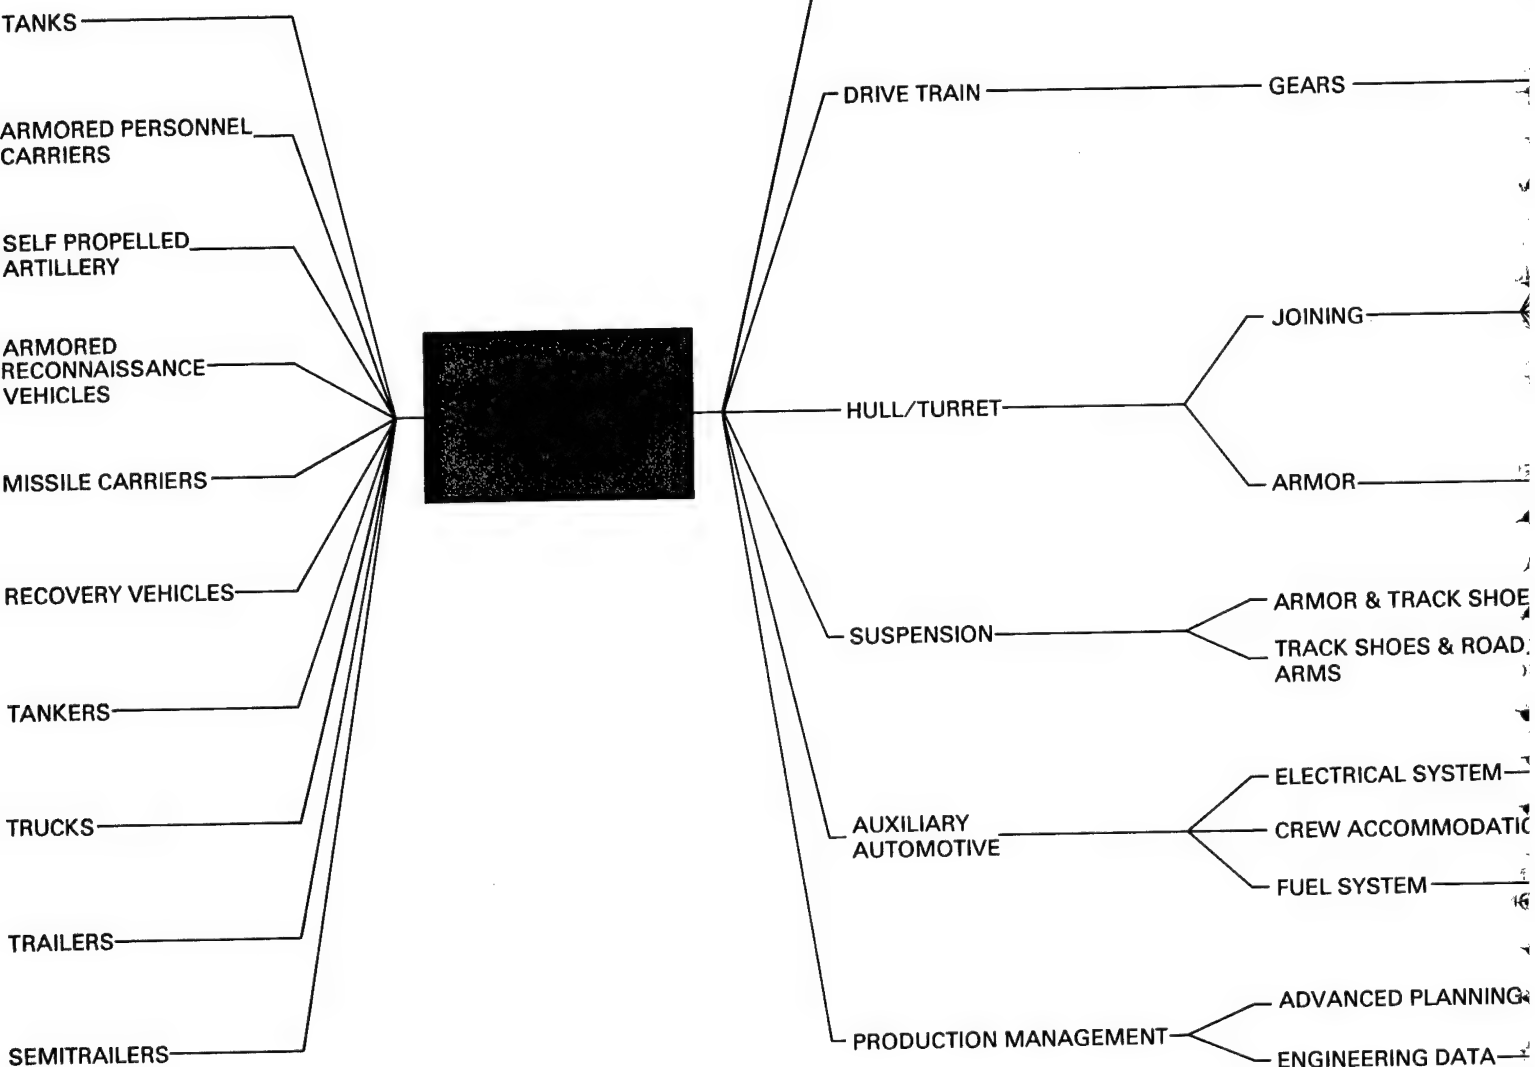 TANKS
ARMORED PERSONNEL
CARRIERS
SELF PROPELLED
ARTILLERY
ARMORED
RECONNAISSANCE
VEHICLES
MISSILE CARRIERS
RECOVERY VEHICLES
TANKERS
TRUCKS
TRAILERS
SEMITRAILERS
DRIVE TRAIN
GEARS
HULL/TURRET
JOINING
ARMOR
SUSPENSION
ARMOR & TRACK SHOE
TRACK SHOES & ROAD
ARMS
AUXILIARY
AUTOMOTIVE
ELECTRICAL SYSTEM
CREW ACCOMMODATIO
FUEL SYSTEM
PRODUCTION MANAGEMENT
ADVANCED PLANNING
ENGINEERING DATA